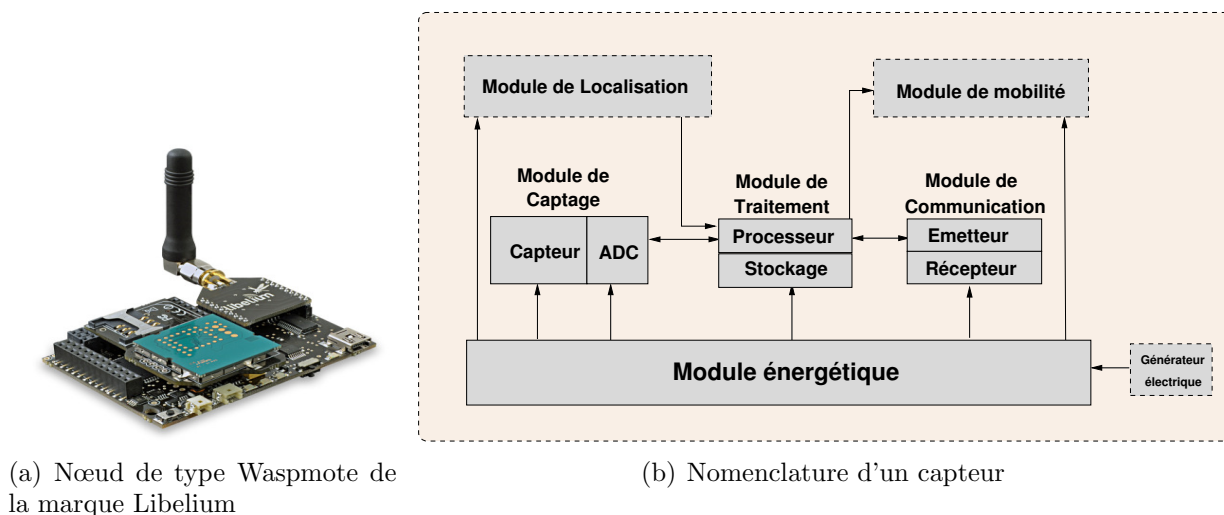 Module de Localisation
Module de mobilité
Module de
Captage
Module de
Traitement
Module de
Communication
Capteur
ADC
Processeur
Stockage
Emetteur
Récepteur
Module énergétique
Générateur
électrique
libelium
(a) Nœud de type Waspmote de
la marque Libelium
(b) Nomenclature d'un capteur